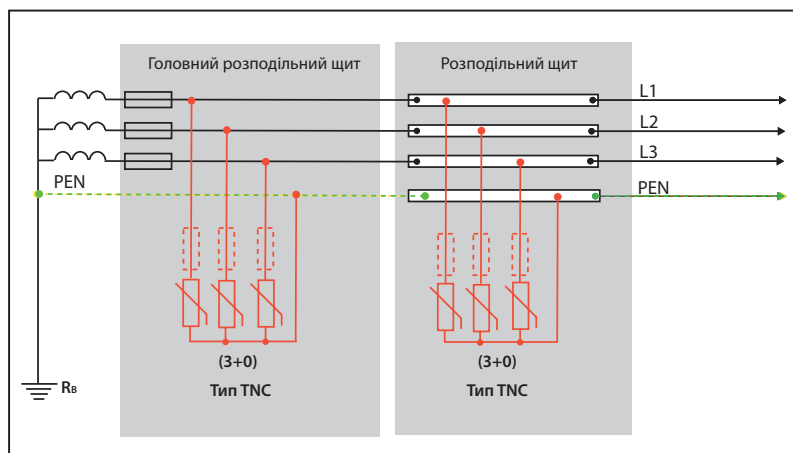 Головний розподільний щит
Розподільний щит
L1
L2
L3
PEN
PEN
(3+0)
(3+0)
Тип TNC
Тип TNC
RB